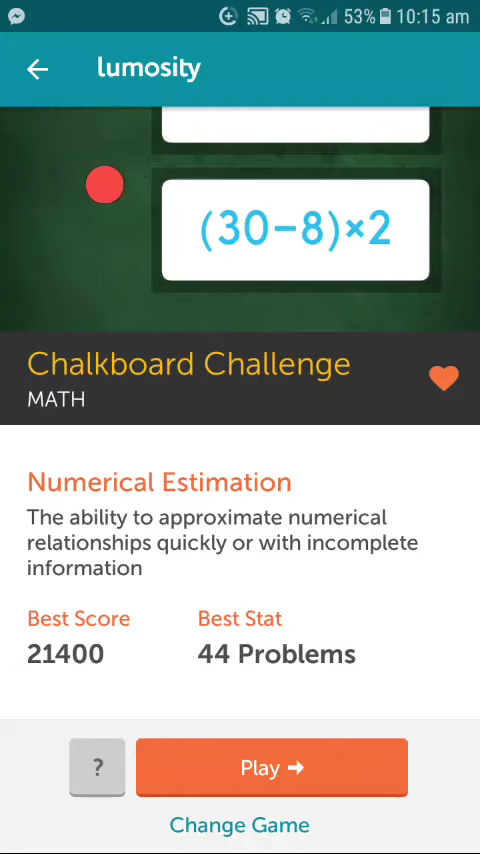 53% 10:15 am
lumosity
(30−8)×2
Chalkboard Challenge
MATH
Numerical Estimation
The ability to approximate numerical
relationships quickly or with incomplete
information
Best Score Best Stat
21400 44 Problems
? Play →
Change Game